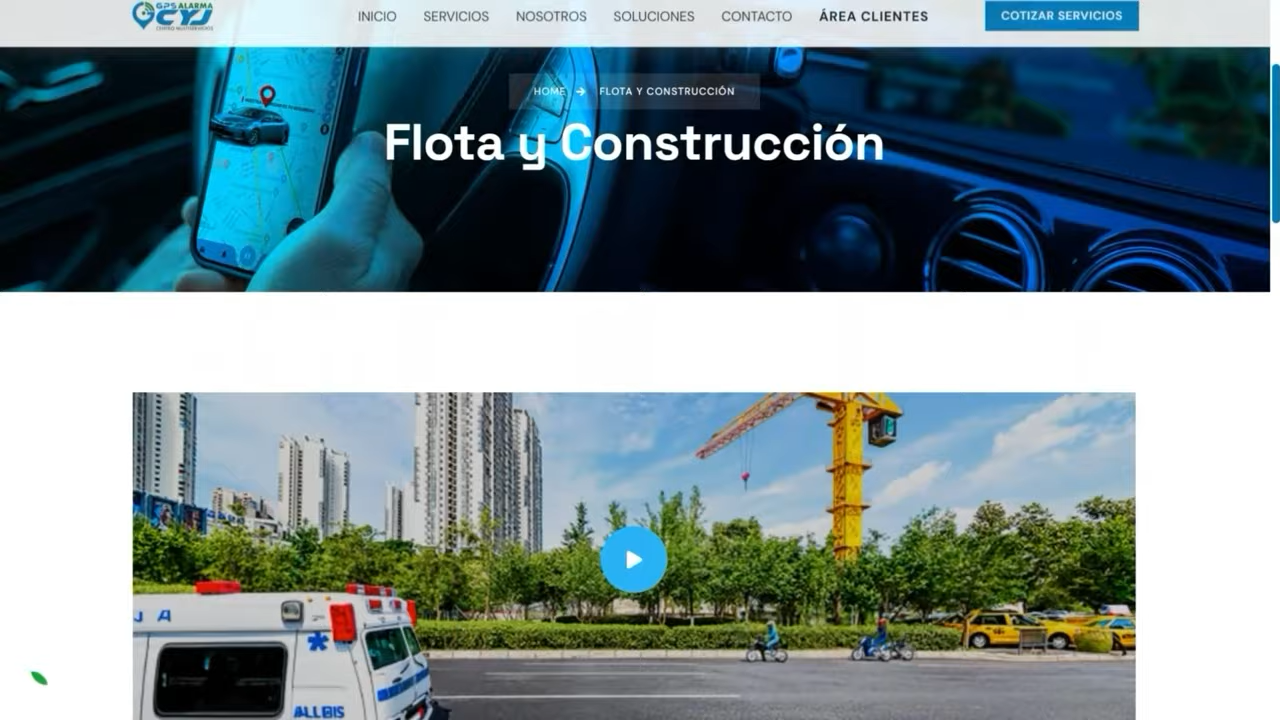 GPS ALARMA
CYJ
INICIO
SERVICIOS
NOSOTROS
SOLUCIONES
CONTACTO
ÁREA CLIENTES
COTIZAR SERVICIOS
HOME → FLOTA Y CONSTRUCCIÓN
Flota y Construcción
J A
ALLBIS